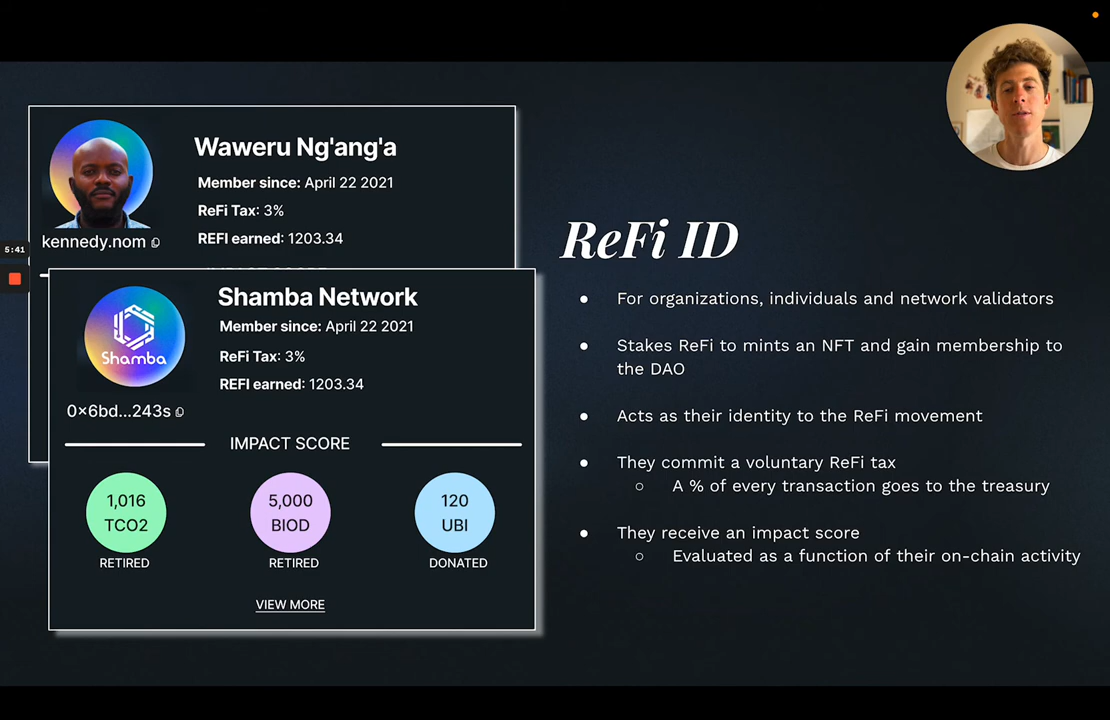 Waweru Ng'ang'a
Member since: April 22 2021
ReFi Tax: 3%
REFI earned: 1203.34
kennedy.nom
5:41
Shamba Network
Member since: April 22 2021
ReFi Tax: 3%
REFI earned: 1203.34
Shamba
0×6bd...243s
IMPACT SCORE
1,016
TCO2
RETIRED
5,000
BIOD
RETIRED
120
UBI
DONATED
VIEW MORE
ReFi ID
● For organizations, individuals and network validators
● Stakes ReFi to mints an NFT and gain membership to
the DAO
● Acts as their identity to the ReFi movement
● They commit a voluntary ReFi tax
○ A % of every transaction goes to the treasury
● They receive an impact score
○ Evaluated as a function of their on-chain activity